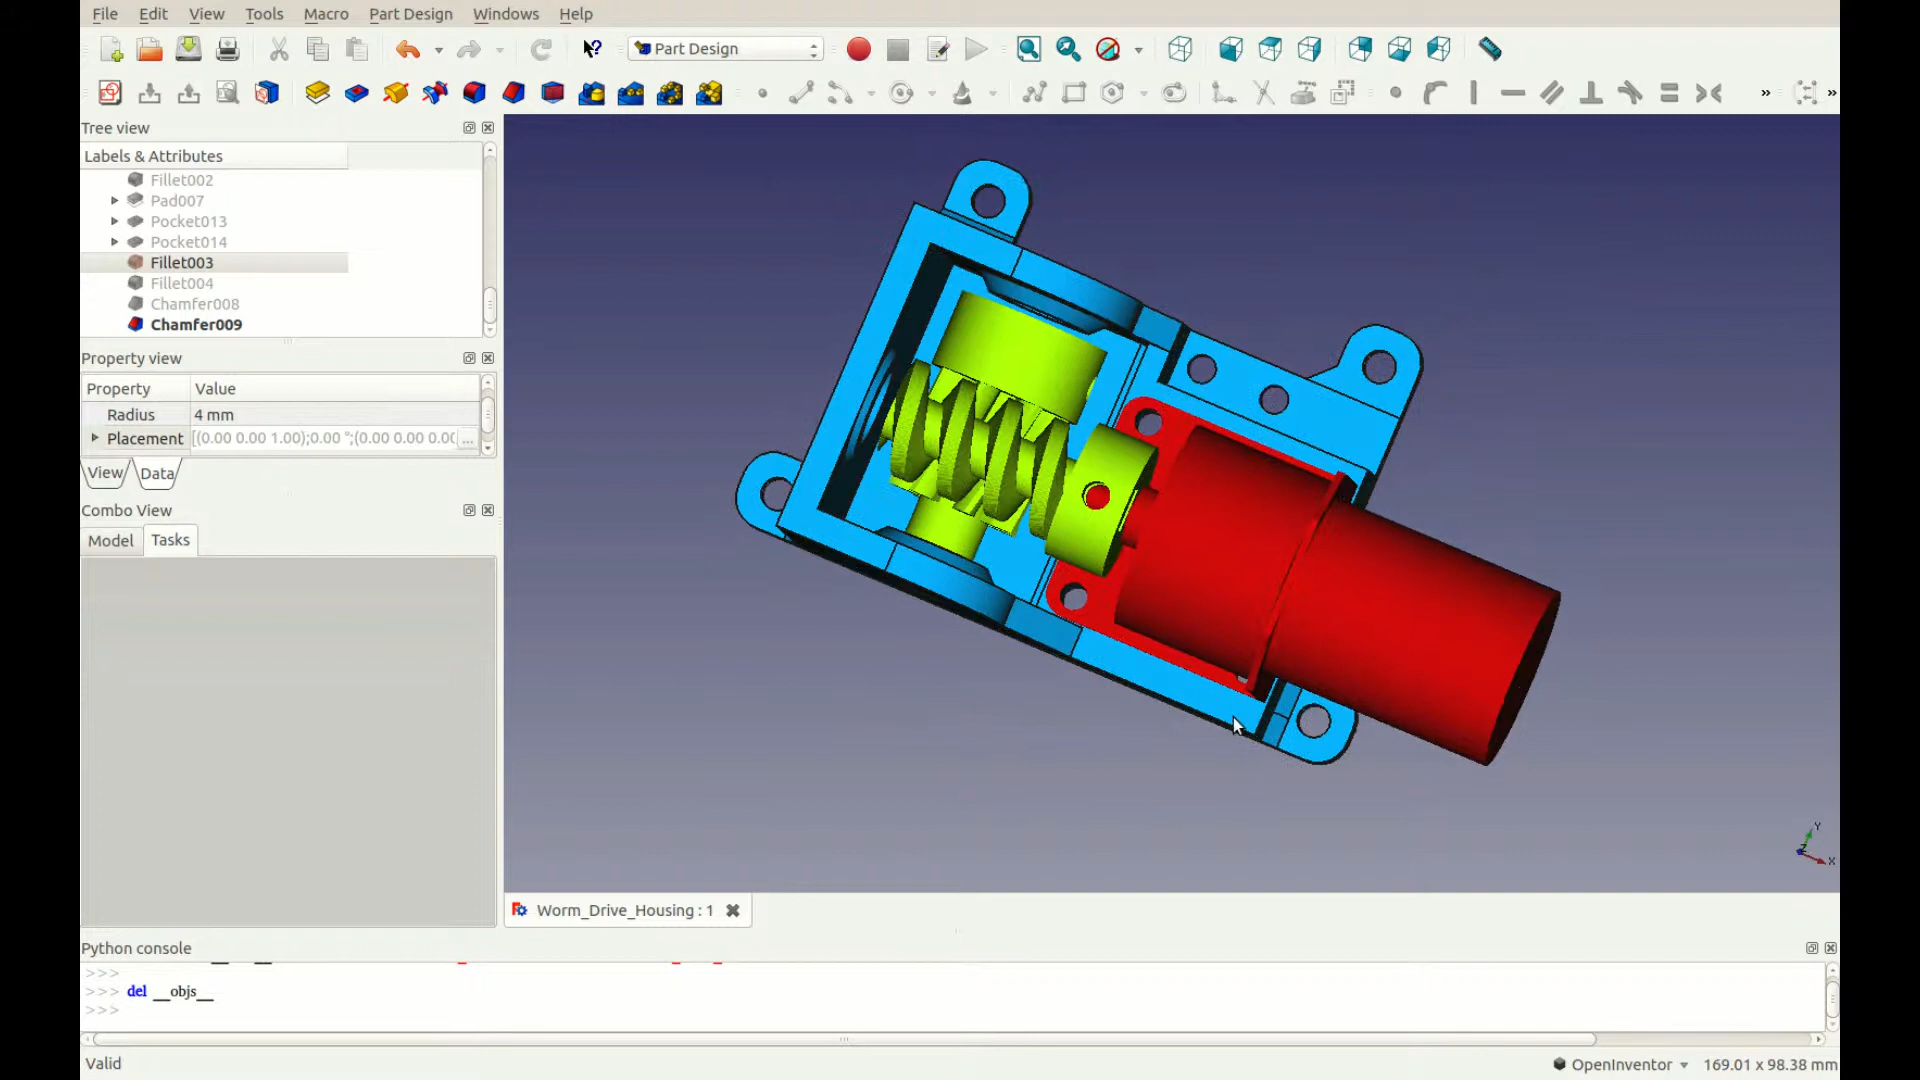 File Edit View Tools Macro Part Design Windows Help
Part Design
Tree view
Labels & Attributes
Fillet002
Pad007
Pocket013
Pocket014
Fillet003
Fillet004
Chamfer008
Chamfer009
Property view
Property Value
Radius 4 mm
Placement [(0.00 0.00 1.00);0.00 °;(0.00 0.00 0.00 ...
View Data
Combo View
Model Tasks
Y
Z
X
Worm_Drive_Housing : 1
Python console
>>>
>>> del __objs__
>>>
Valid
OpenInventor 169.01 x 98.38 mm